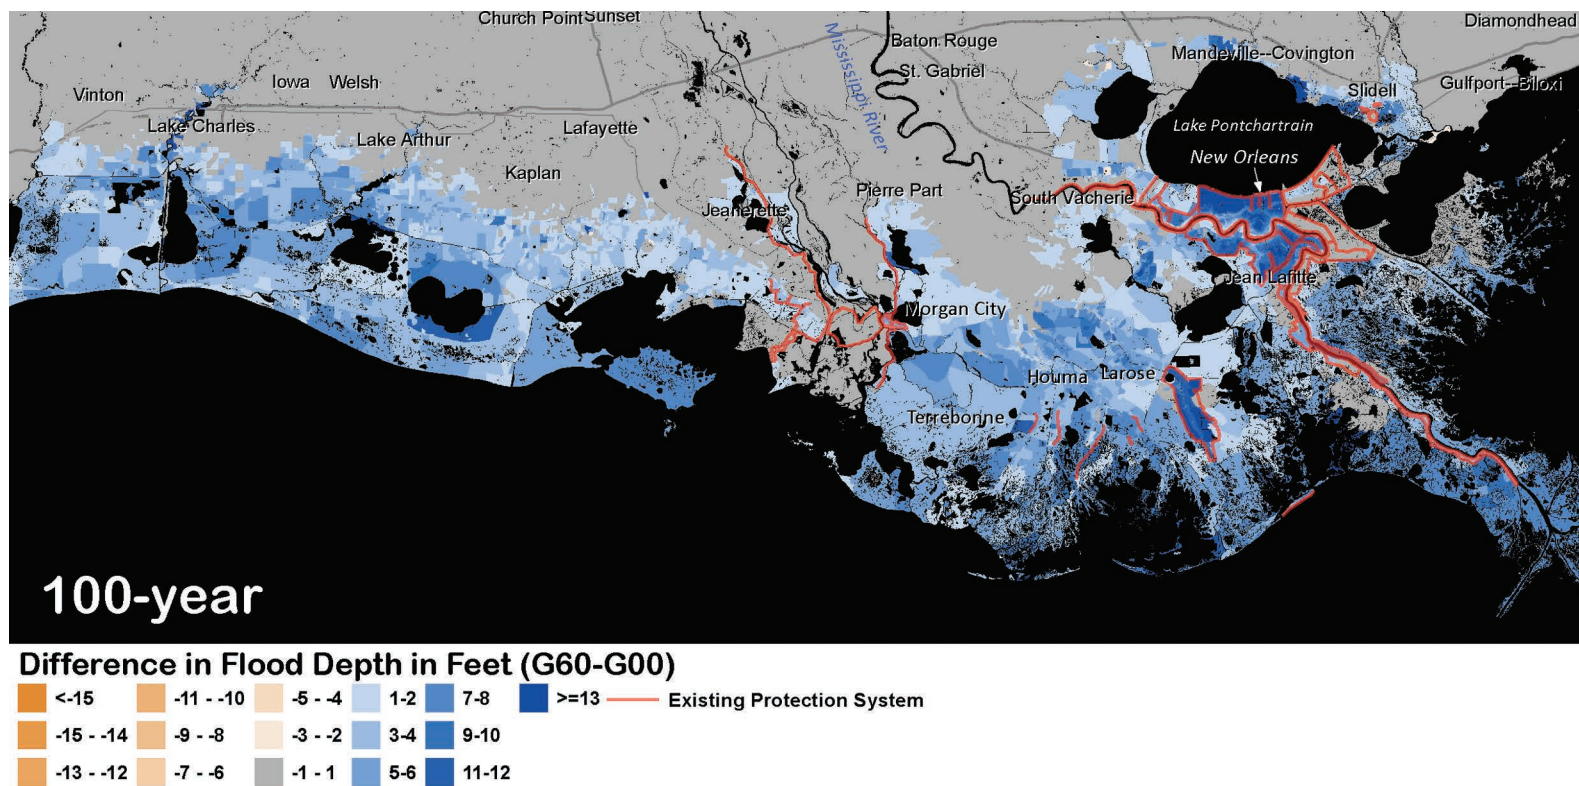 Church Point Sunset
Diamondhead
Mississippi River
Baton Rouge
Mandeville--Covington
St. Gabriel
Iowa Welsh
Slidell Gulfport--Biloxi
Vinton
Lake Charles
Lafayette
Lake Pontchartrain
Lake Arthur
New Orleans
Kaplan
Pierre Part
South Vacherie
Jeanerette
Jean Lafitte
Morgan City
Houma Larose
Terrebonne
100-year
Difference in Flood Depth in Feet (G60-G00)
<-15 -11 - -10 -5 - -4 1-2 7-8 >=13 Existing Protection System
-15 - -14 -9 - -8 -3 - -2 3-4 9-10
-13 - -12 -7 - -6 -1 - 1 5-6 11-12